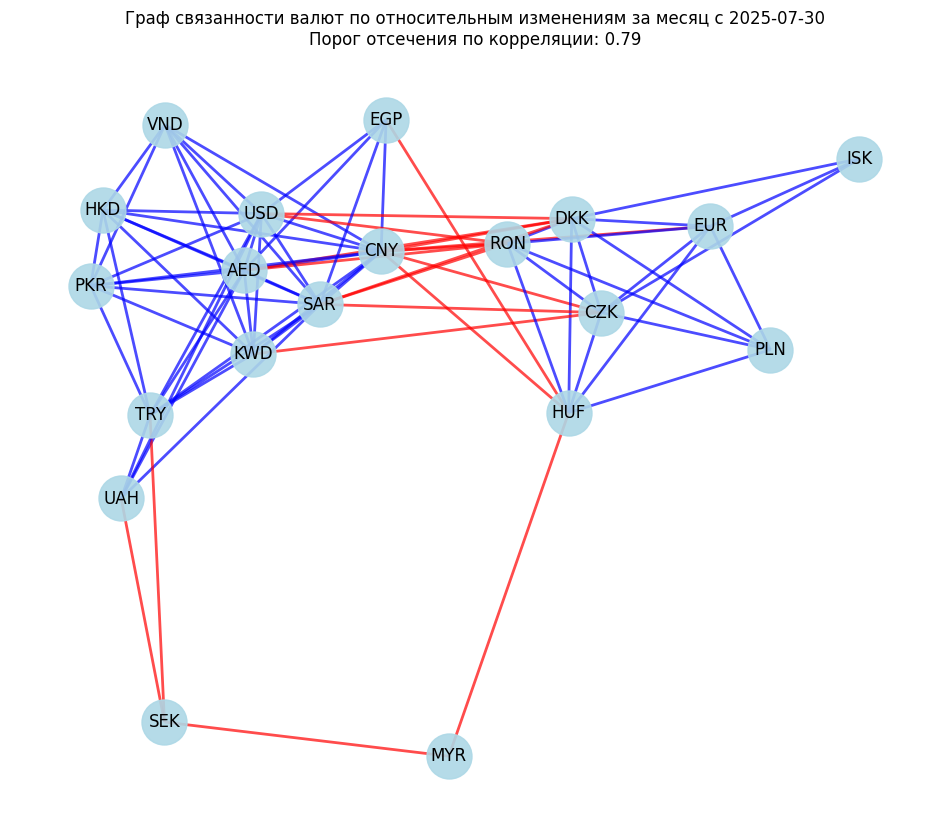 Граф связанности валют по относительным изменениям за месяц с 2025-07-30
Порог отсечения по корреляции: 0.79
EGP
VND
ISK
HKD
USD
DKK
EUR
RON
CNY
AED
PKR
SAR
CZK
KWD
PLN
HUF
TRY
UAH
SEK
MYR